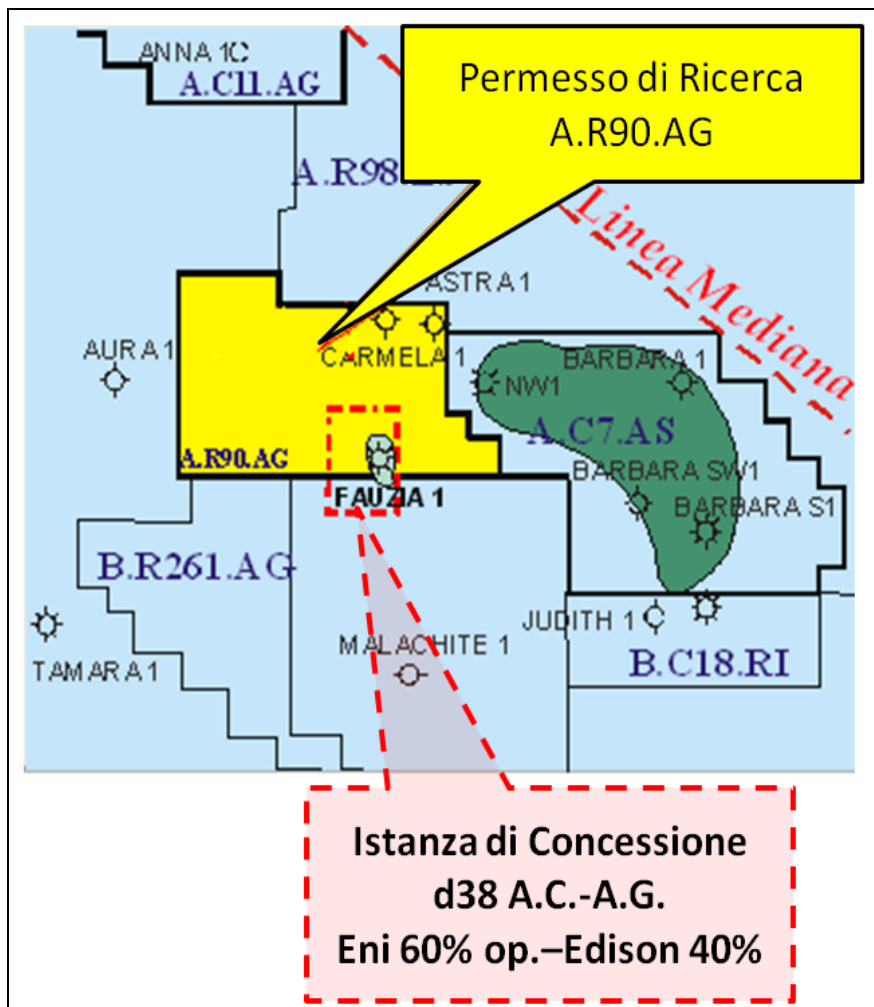 ANNA 1C
A.C11.AG
Permesso di Ricerca
A.R90.AG
A.R98.
Linea Mediana
ASTRA 1
AURA 1
CARMELA 1
NW1
BARBARA 1
A.C7.AS
A.R90.AG
BARBARA SW1
FAUZIA 1
BARBARA S1
B.R261.AG
JUDITH 1
MALACHITE 1
TAMARA 1
B.C18.RI
Istanza di Concessione
d38 A.C.-A.G.
Eni 60% op.–Edison 40%